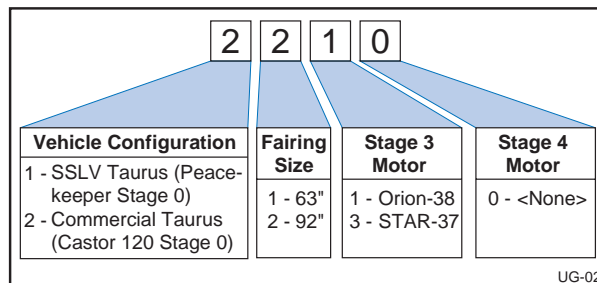 2 2 1 0
Vehicle Configuration
1 - SSLV Taurus (Peace-
keeper Stage 0)
2 - Commercial Taurus
(Castor 120 Stage 0)
Fairing
Size
1 - 63"
2 - 92"
Stage 3
Motor
1 - Orion-38
3 - STAR-37
Stage 4
Motor
0 - <None>
UG-02